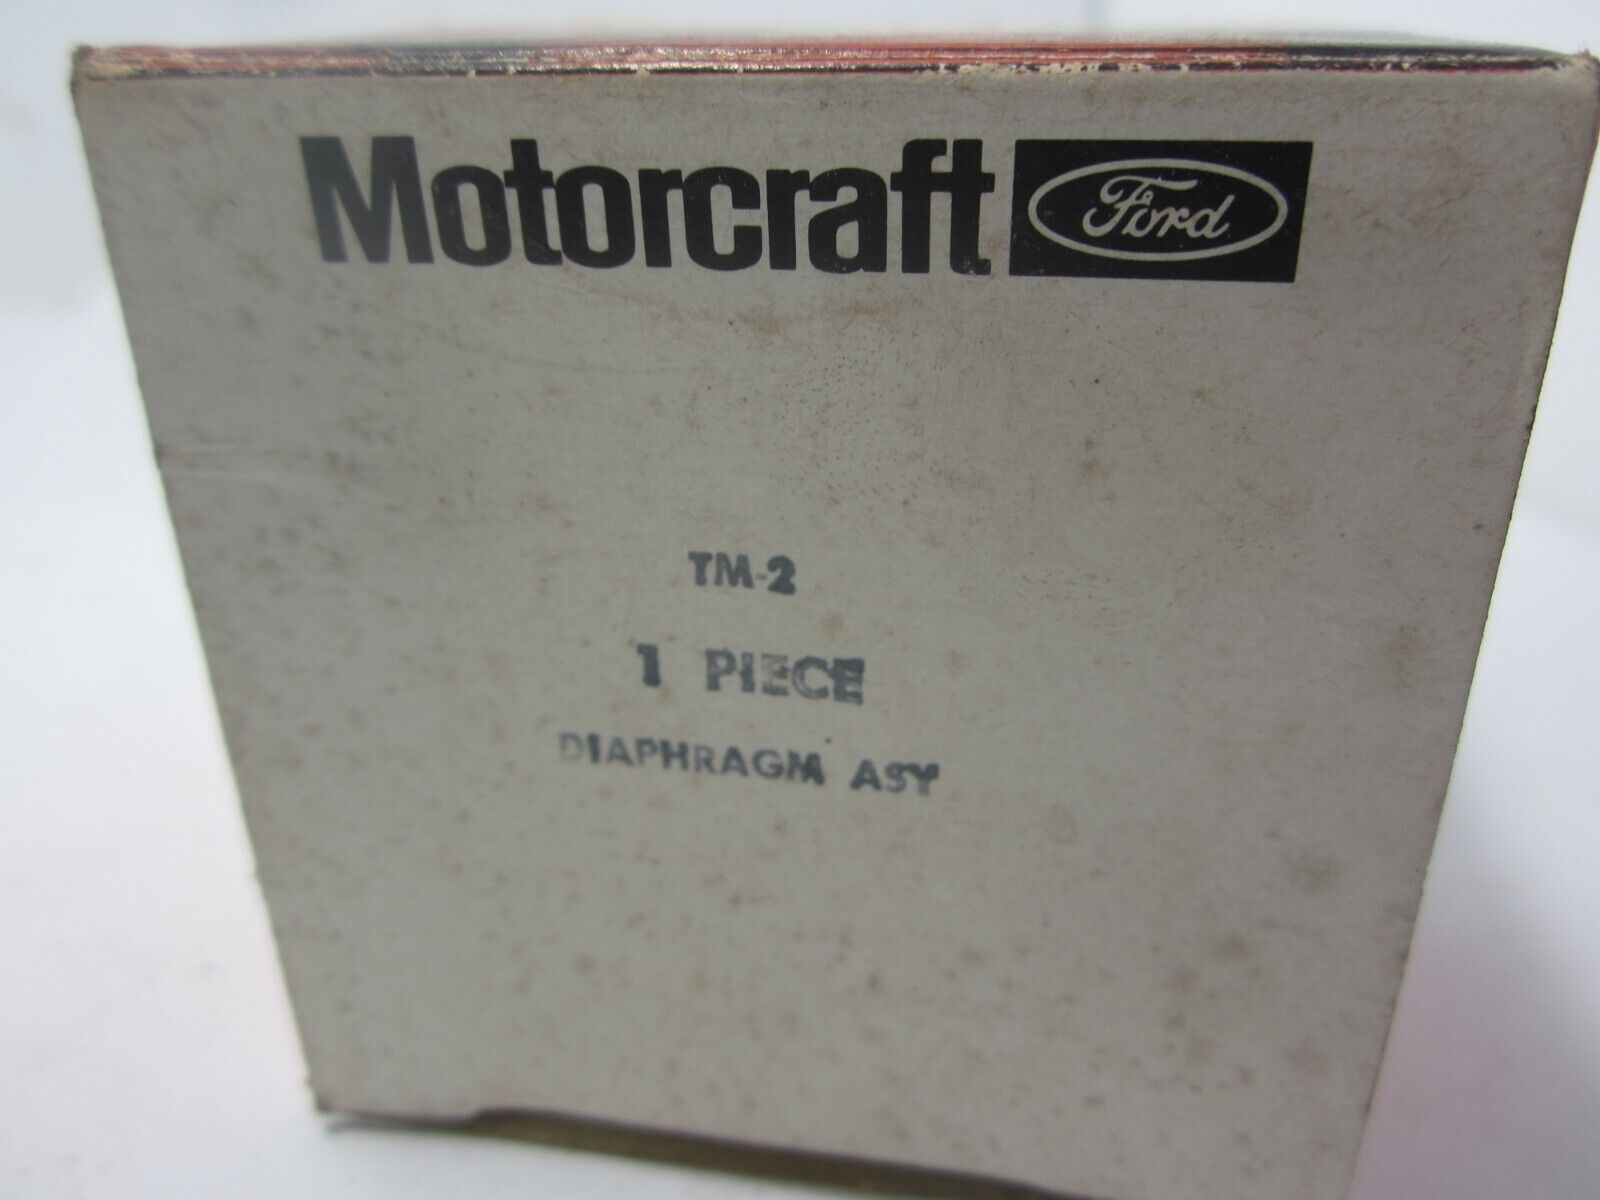 Motorcraft Ford
TM-2
1 PIECE
DIAPHRAGM ASY